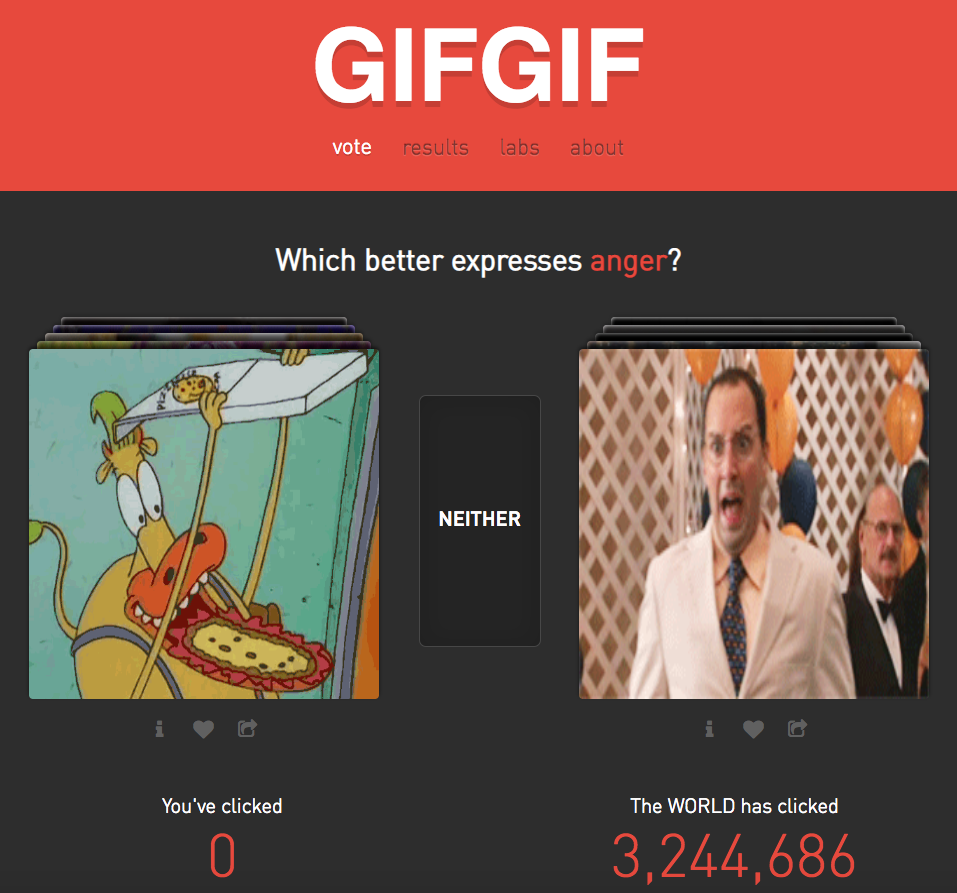 GIFGIF
vote results labs about
Which better expresses anger?
NEITHER
You've clicked
The WORLD has clicked
0
3,244,686